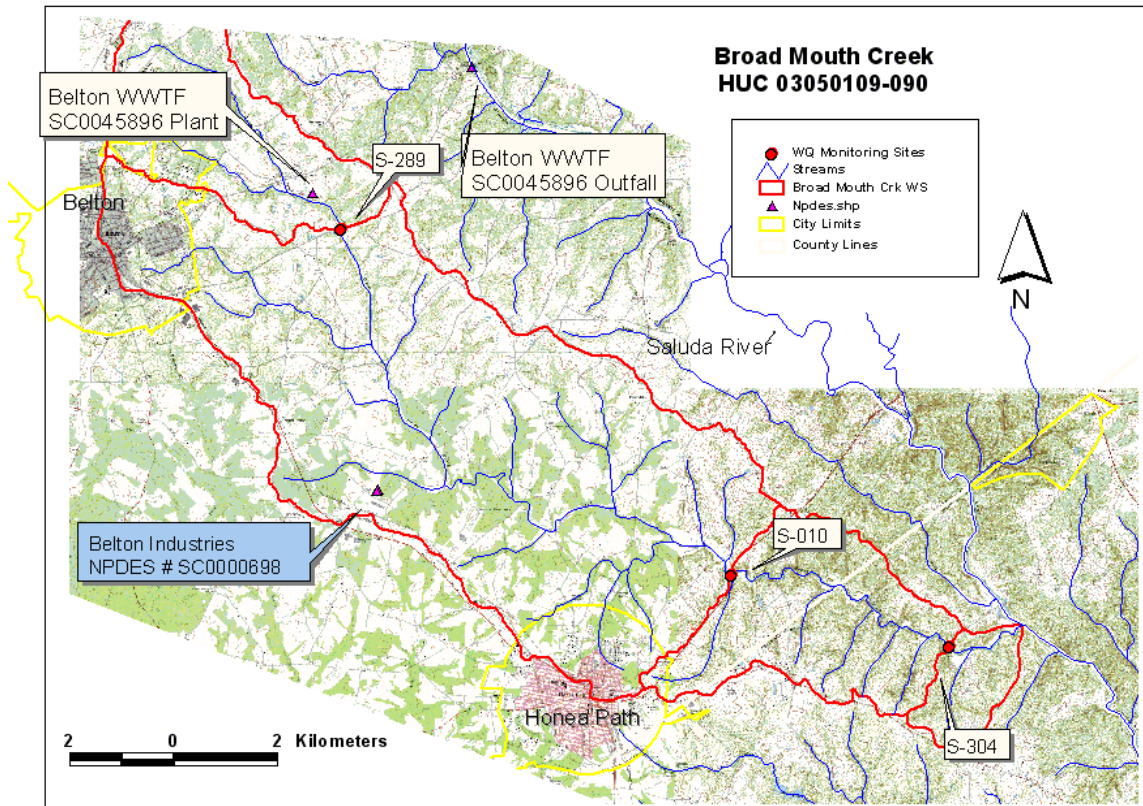 Broad Mouth Creek
HUC 03050109-090
Belton WWTF
SC0045896 Plant
S-289
Belton WWTF
SC0045896 Outfall
WQ Monitoring Sites
Streams
Broad Mouth Crk WS
Npdes.shp
City Limits
County Lines
Belton
N
Saluda River
Belton Industries
NPDES # SC0000698
S-010
Honea Path
S-304
2 0 2 Kilometers